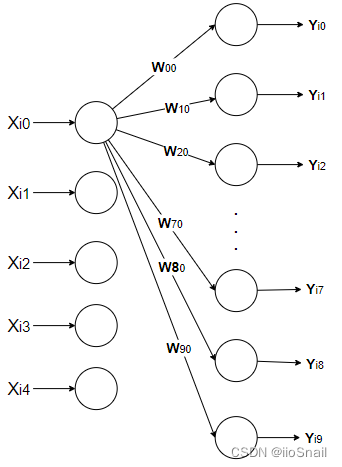 Yi0
W00
Yi1
W10
Xi0
W20
Yi2
Xi1
.
.
.
W70
Xi2
W80
Yi7
Xi3
W90
Yi8
Xi4
Yi9
CSDN @iioSnail